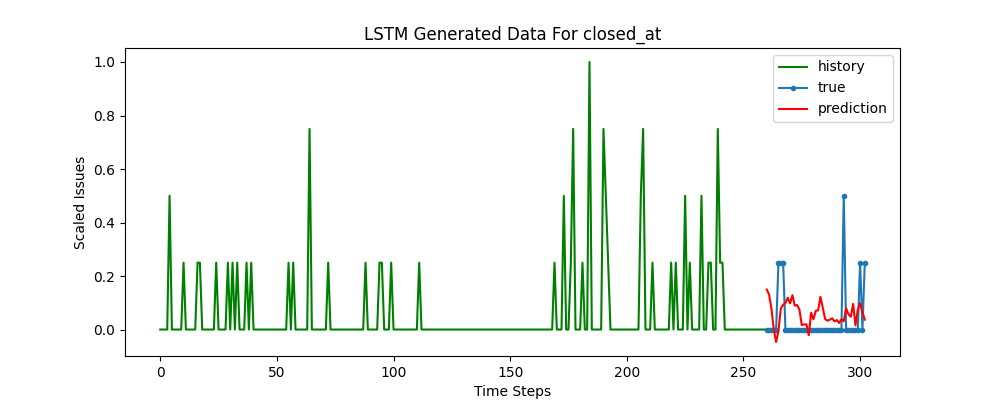 LSTM Generated Data For closed_at
history
true
prediction
Scaled Issues
1.0
0.8
0.6
0.4
0.2
0.0
0 50 100 150 200 250 300
Time Steps